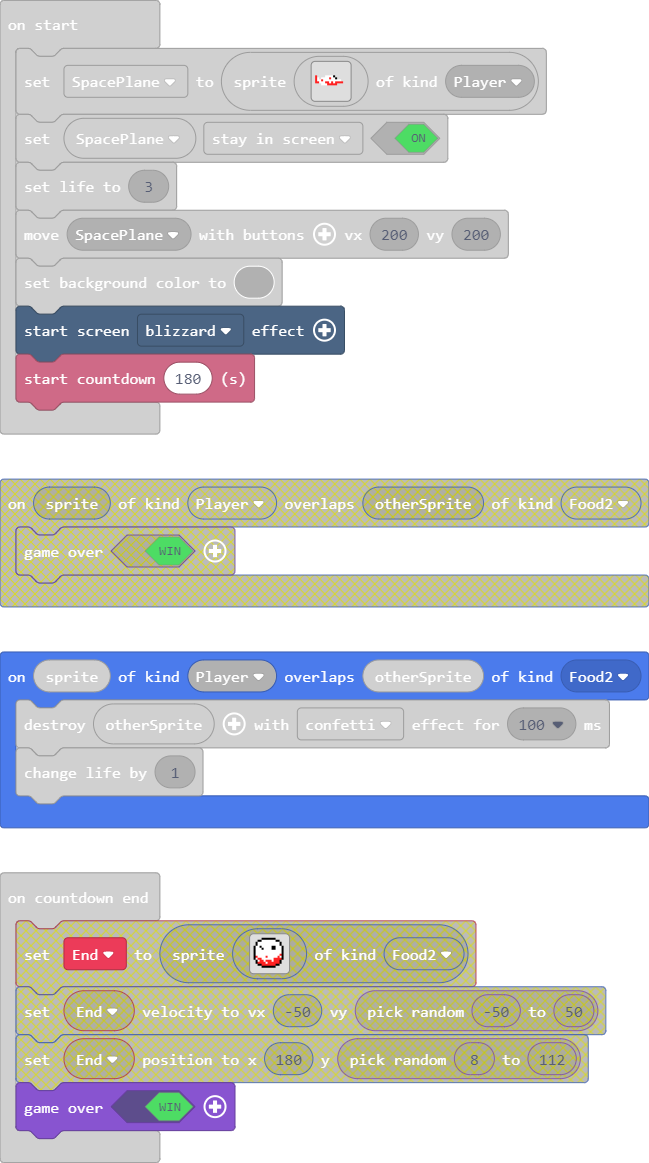 on start
set SpacePlane to sprite of kind Player
set SpacePlane stay in screen ON
set life to 3
move SpacePlane with buttons vx 200 vy 200
set background color to
start screen blizzard effect
start countdown 180 (s)
on sprite of kind Player overlaps otherSprite of kind Food2
game over WIN
on sprite of kind Player overlaps otherSprite of kind Food2
destroy otherSprite with confetti effect for 100 ms
change life by 1
on countdown end
set End to sprite of kind Food2
set End velocity to vx -50 vy pick random -50 to 50
set End position to x 180 y pick random 8 to 112
game over WIN